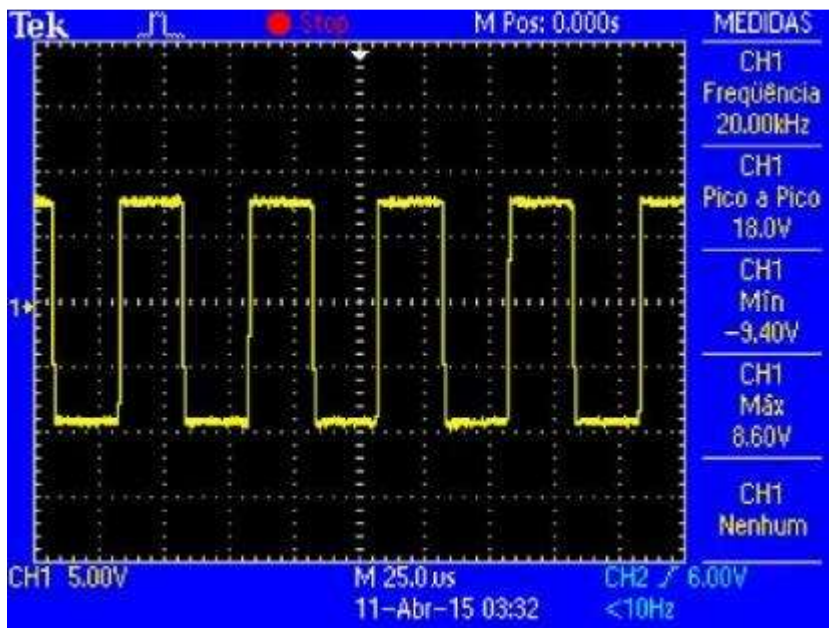 Tek Stop M Pos: 0.000s MEDIDAS
CH1
Freqüência
20.00kHz
CH1
Pico a Pico
18.0V
CH1
Mín
-9.40V
CH1
Máx
8.60V
CH1
Nenhum
1
CH1 5.00V M 25.0µs CH2 6.00V
11-Abr-15 03:32 <10Hz